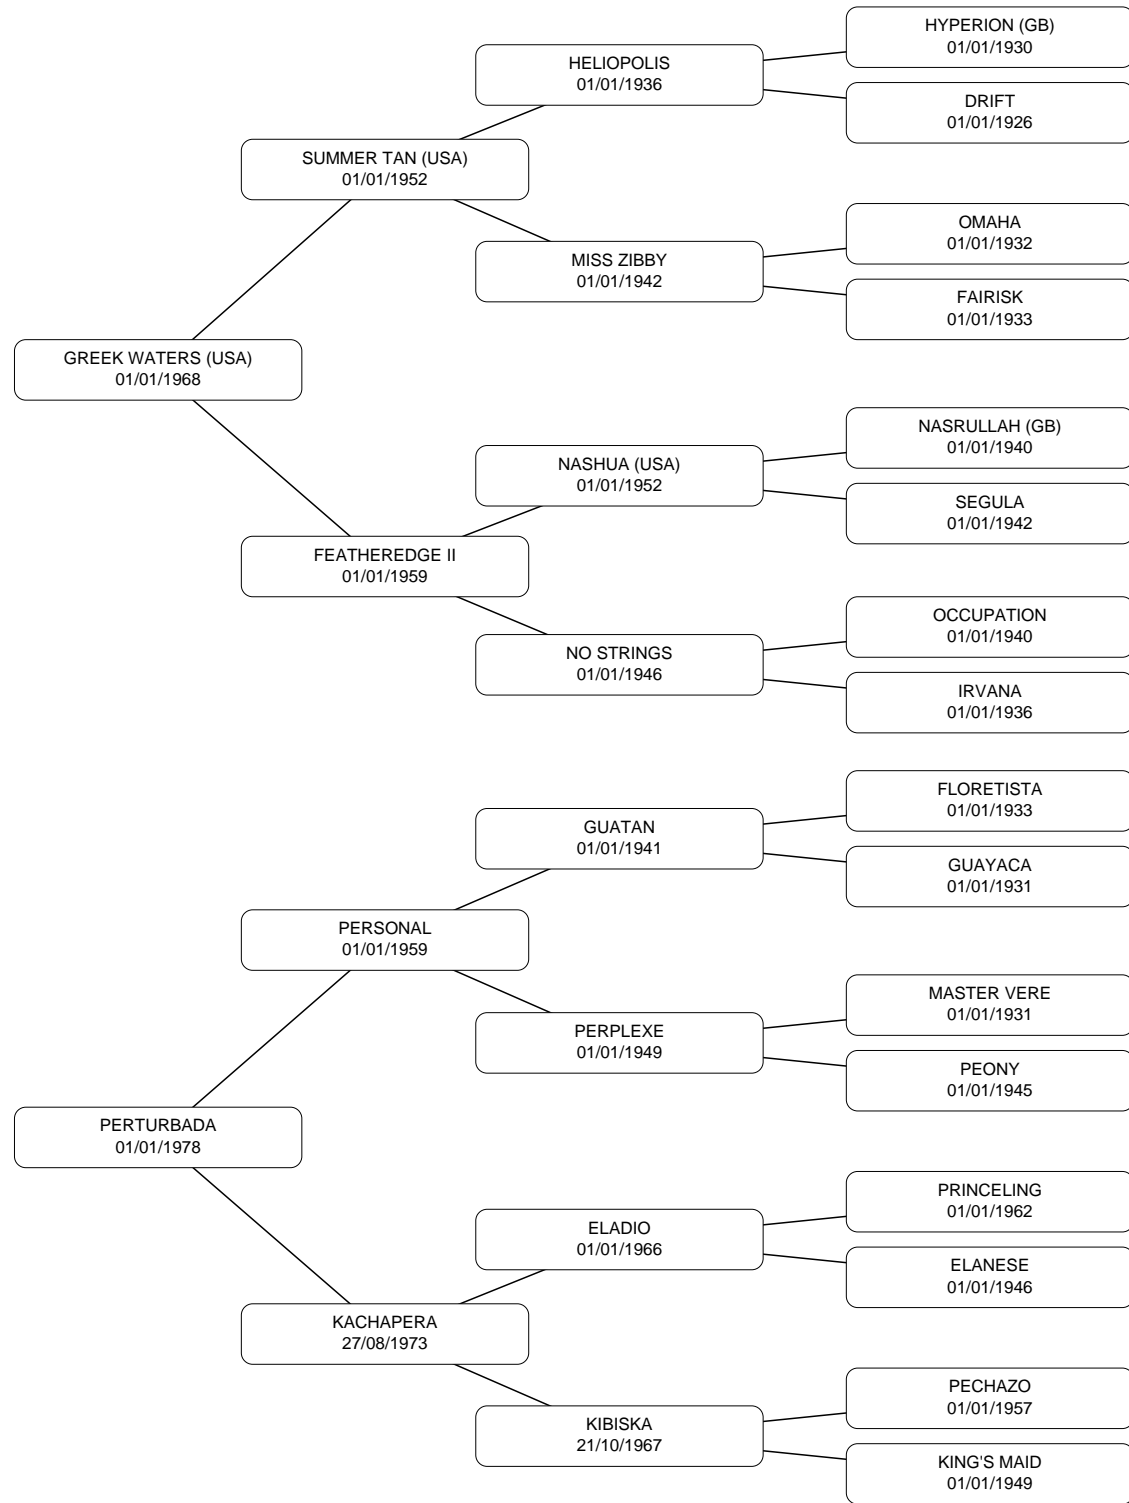 HYPERION (GB)
01/01/1930
HELIOPOLIS
01/01/1936
DRIFT
01/01/1926
SUMMER TAN (USA)
01/01/1952
OMAHA
01/01/1932
MISS ZIBBY
01/01/1942
FAIRISK
01/01/1933
GREEK WATERS (USA)
01/01/1968
NASRULLAH (GB)
01/01/1940
NASHUA (USA)
01/01/1952
SEGULA
01/01/1942
FEATHEREDGE II
01/01/1959
OCCUPATION
01/01/1940
NO STRINGS
01/01/1946
IRVANA
01/01/1936
FLORETISTA
01/01/1933
GUATAN
01/01/1941
GUAYACA
01/01/1931
PERSONAL
01/01/1959
MASTER VERE
01/01/1931
PERPLEXE
01/01/1949
PEONY
01/01/1945
PERTURBADA
01/01/1978
PRINCELING
01/01/1962
ELADIO
01/01/1966
ELANESE
01/01/1946
KACHAPERA
27/08/1973
PECHAZO
01/01/1957
KIBISKA
21/10/1967
KING'S MAID
01/01/1949